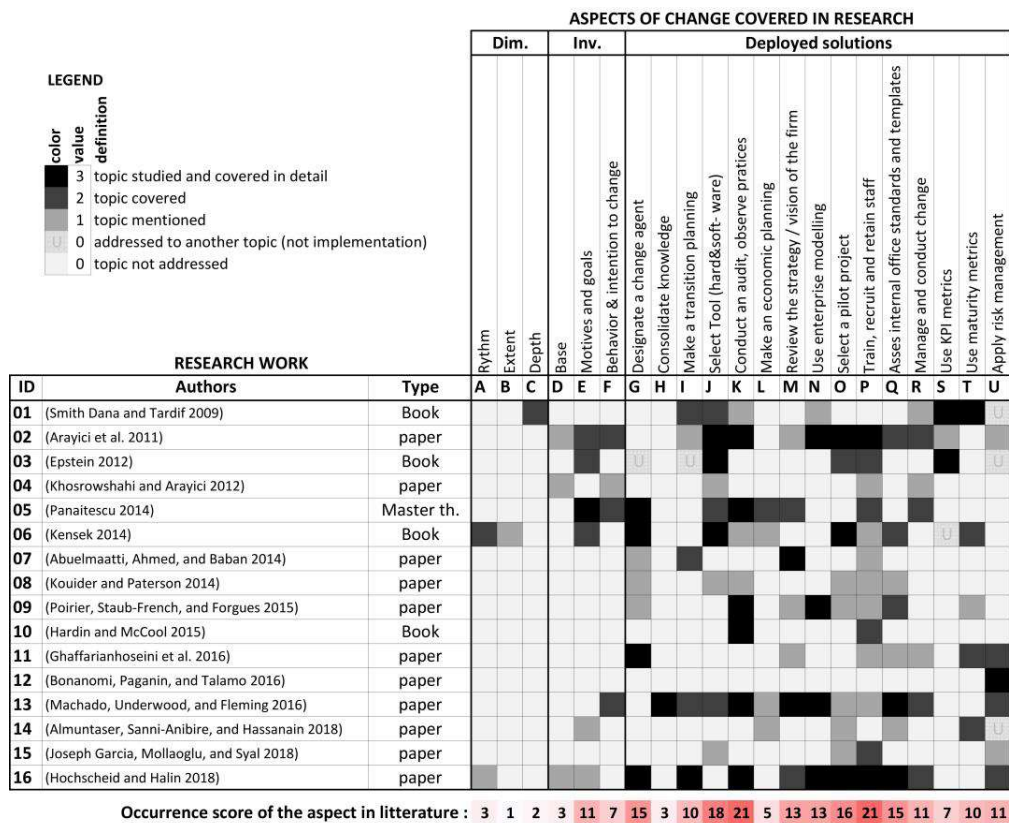 ASPECTS OF CHANGE COVERED IN RESEARCH
Dim. Inv. Deployed solutions
LEGEND
color
value
definition
3 topic studied and covered in detail
2 topic covered
1 topic mentioned
U 0 addressed to another topic (not implementation)
0 topic not addressed
Rythm
Extent
Depth
Base
Motives and goals
Behavior & intention to change
Designate a change agent
Consolidate knowledge
Make a transition planning
Select Tool (hard&soft- ware)
Conduct an audit, observe pratices
Make an economic planning
Review the strategy / vision of the firm
Use enterprise modelling
Select a pilot project
Train, recruit and retain staff
Asses internal office standards and templates
Manage and conduct change
Use KPI metrics
Use maturity metrics
Apply risk management
RESEARCH WORK
ID Authors Type A B C D E F G H I J K L M N O P Q R S T U
01 (Smith Dana and Tardif 2009) Book U
02 (Arayici et al. 2011) paper
03 (Epstein 2012) Book U U U
04 (Khosrowshahi and Arayici 2012) paper
05 (Panaitescu 2014) Master th.
06 (Kensek 2014) Book U
07 (Abuelmaatti, Ahmed, and Baban 2014) paper
08 (Kouider and Paterson 2014) paper
09 (Poirier, Staub-French, and Forgues 2015) paper
10 (Hardin and McCool 2015) Book
11 (Ghaffarianhoseini et al. 2016) paper
12 (Bonanomi, Paganin, and Talamo 2016) paper
13 (Machado, Underwood, and Fleming 2016) paper
14 (Almuntaser, Sanni-Anibire, and Hassanain 2018) paper U
15 (Joseph Garcia, Mollaoglu, and Syal 2018) paper
16 (Hochscheid and Halin 2018) paper
Occurrence score of the aspect in litterature : 3 1 2 3 11 7 15 3 10 18 21 5 13 13 16 21 15 11 7 10 11